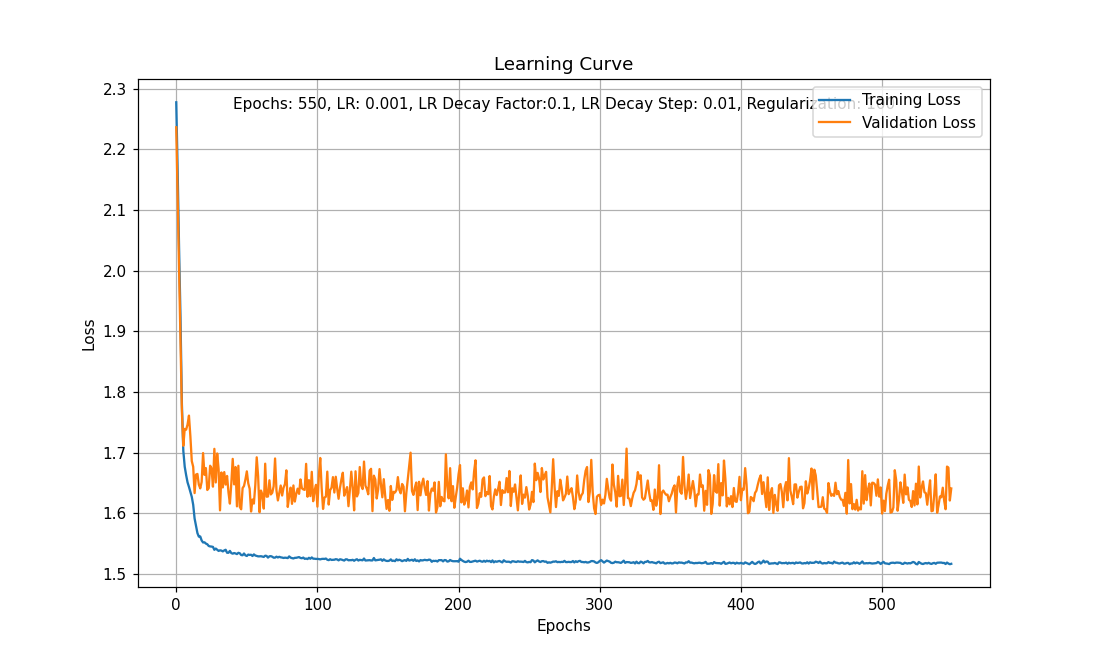 Learning Curve
2.3
Epochs: 550, LR: 0.001, LR Decay Factor:0.1, LR Decay Step: 0.01, Regularization: 100
Training Loss
Validation Loss
2.2
2.1
2.0
1.9
1.8
1.7
1.6
1.5
Loss
0 100 200 300 400 500
Epochs